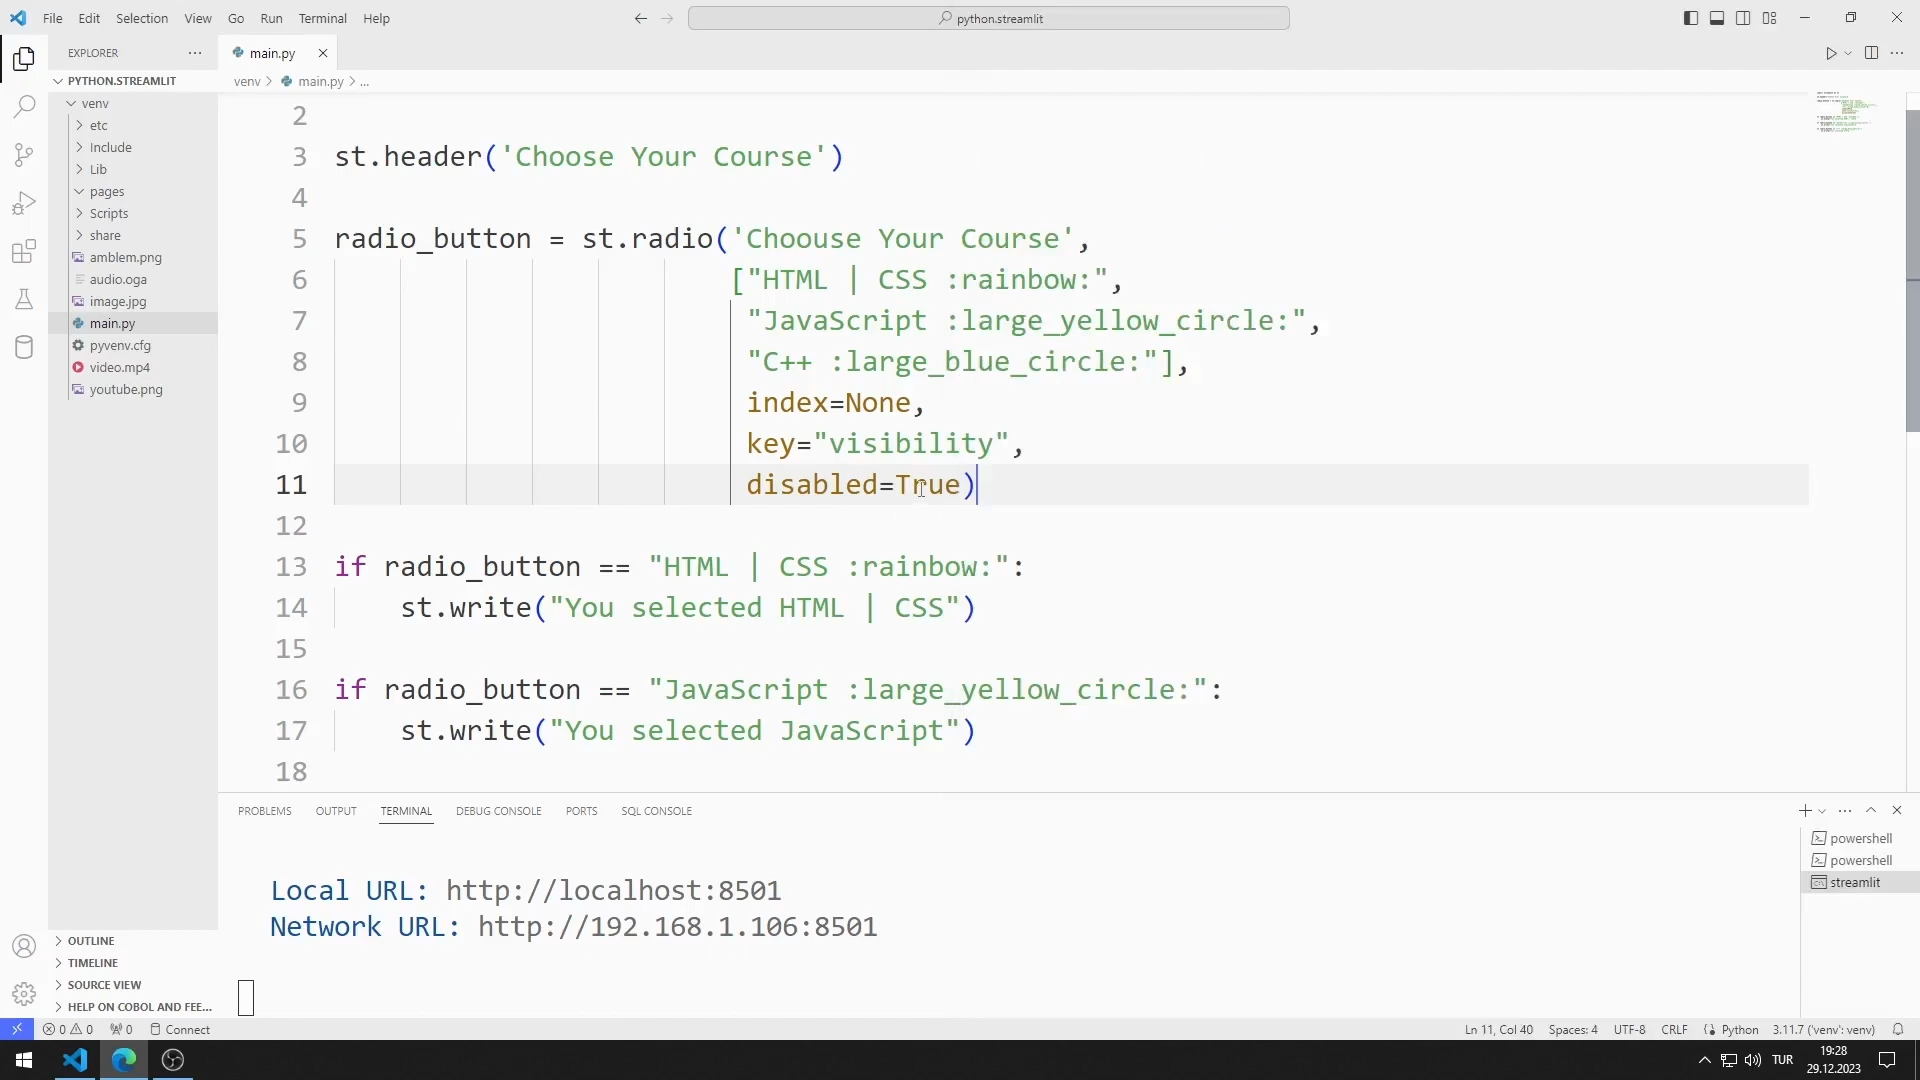 File Edit Selection View Go Run Terminal Help
python.streamlit
EXPLORER
PYTHON.STREAMLIT
venv
etc
Include
Lib
pages
Scripts
share
amblem.png
audio.oga
image.jpg
main.py
pyvenv.cfg
video.mp4
youtube.png
OUTLINE
TIMELINE
SOURCE VIEW
HELP ON COBOL AND FEE...
main.py
venv > main.py > ...
2
3 st.header('Choose Your Course')
4
5 radio_button = st.radio('Choouse Your Course',
6 ["HTML | CSS :rainbow:",
7 "JavaScript :large_yellow_circle:",
8 "C++ :large_blue_circle:"],
9 index=None,
10 key="visibility",
11 disabled=True)
12
13 if radio_button == "HTML | CSS :rainbow:":
14 st.write("You selected HTML | CSS")
15
16 if radio_button == "JavaScript :large_yellow_circle:":
17 st.write("You selected JavaScript")
18
PROBLEMS OUTPUT TERMINAL DEBUG CONSOLE PORTS SQL CONSOLE
Local URL: http://localhost:8501
Network URL: http://192.168.1.106:8501
powershell
powershell
streamlit
0 0 0 Connect
Ln 11, Col 40 Spaces: 4 UTF-8 CRLF Python 3.11.7 ('venv': venv)
TUR
19:28
29.12.2023